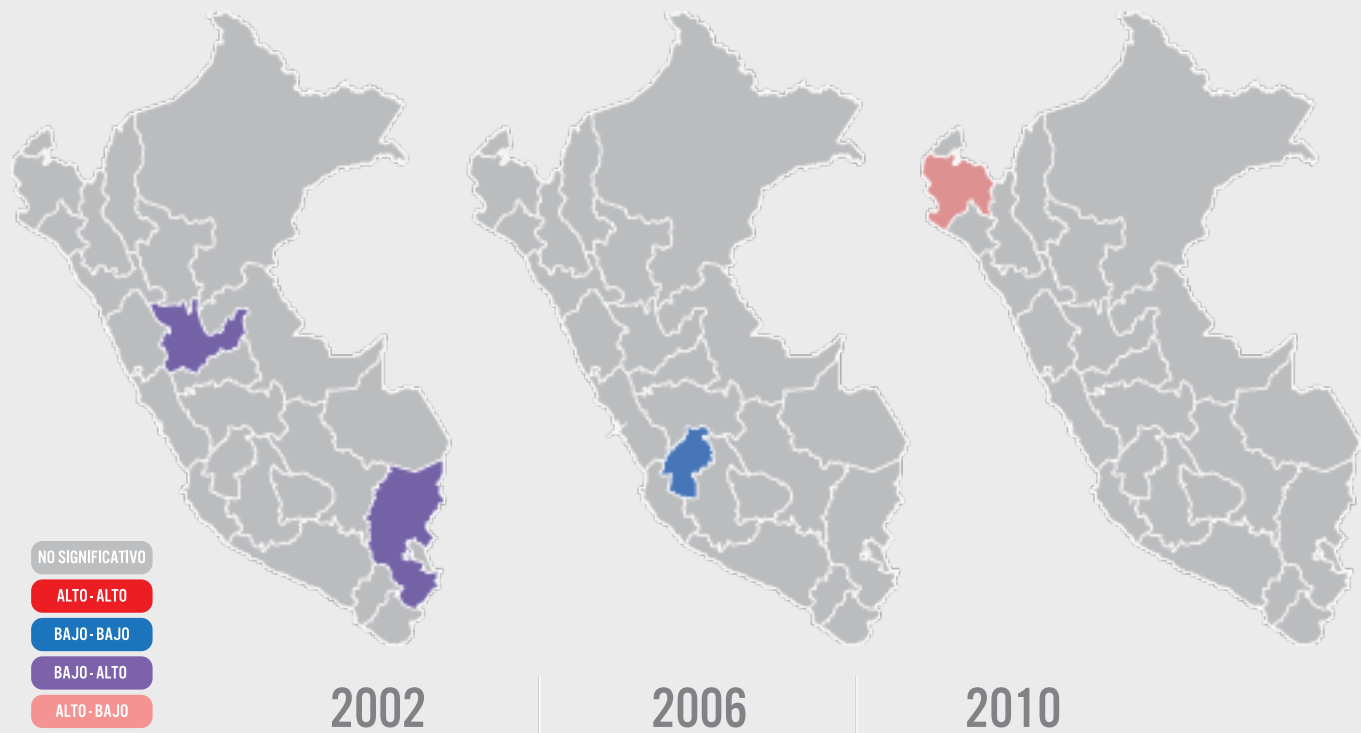 NO SIGNIFICATIVO
ALTO - ALTO
BAJO - BAJO
BAJO - ALTO
ALTO - BAJO
2002
2006
2010